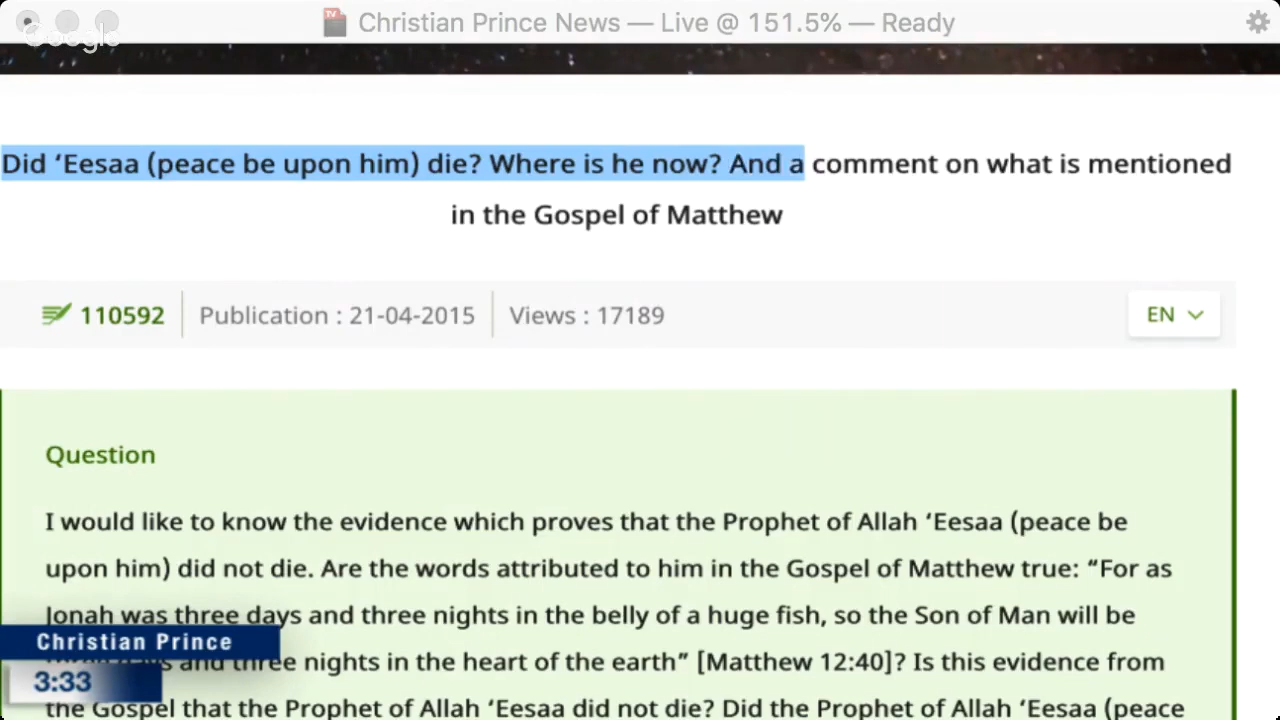 Christian Prince News — Live @ 151.5% — Ready
Google
Did ‘Eesaa (peace be upon him) die? Where is he now? And a comment on what is mentioned
in the Gospel of Matthew
110592
Publication : 21-04-2015
Views : 17189
EN
Question
I would like to know the evidence which proves that the Prophet of Allah ‘Eesaa (peace be
upon him) did not die. Are the words attributed to him in the Gospel of Matthew true: “For as
Jonah was three days and three nights in the belly of a huge fish, so the Son of Man will be
Christian Prince
three days and three nights in the heart of the earth” [Matthew 12:40]? Is this evidence from
3:33
the Gospel that the Prophet of Allah ‘Eesaa did not die? Did the Prophet of Allah ‘Eesaa (peace